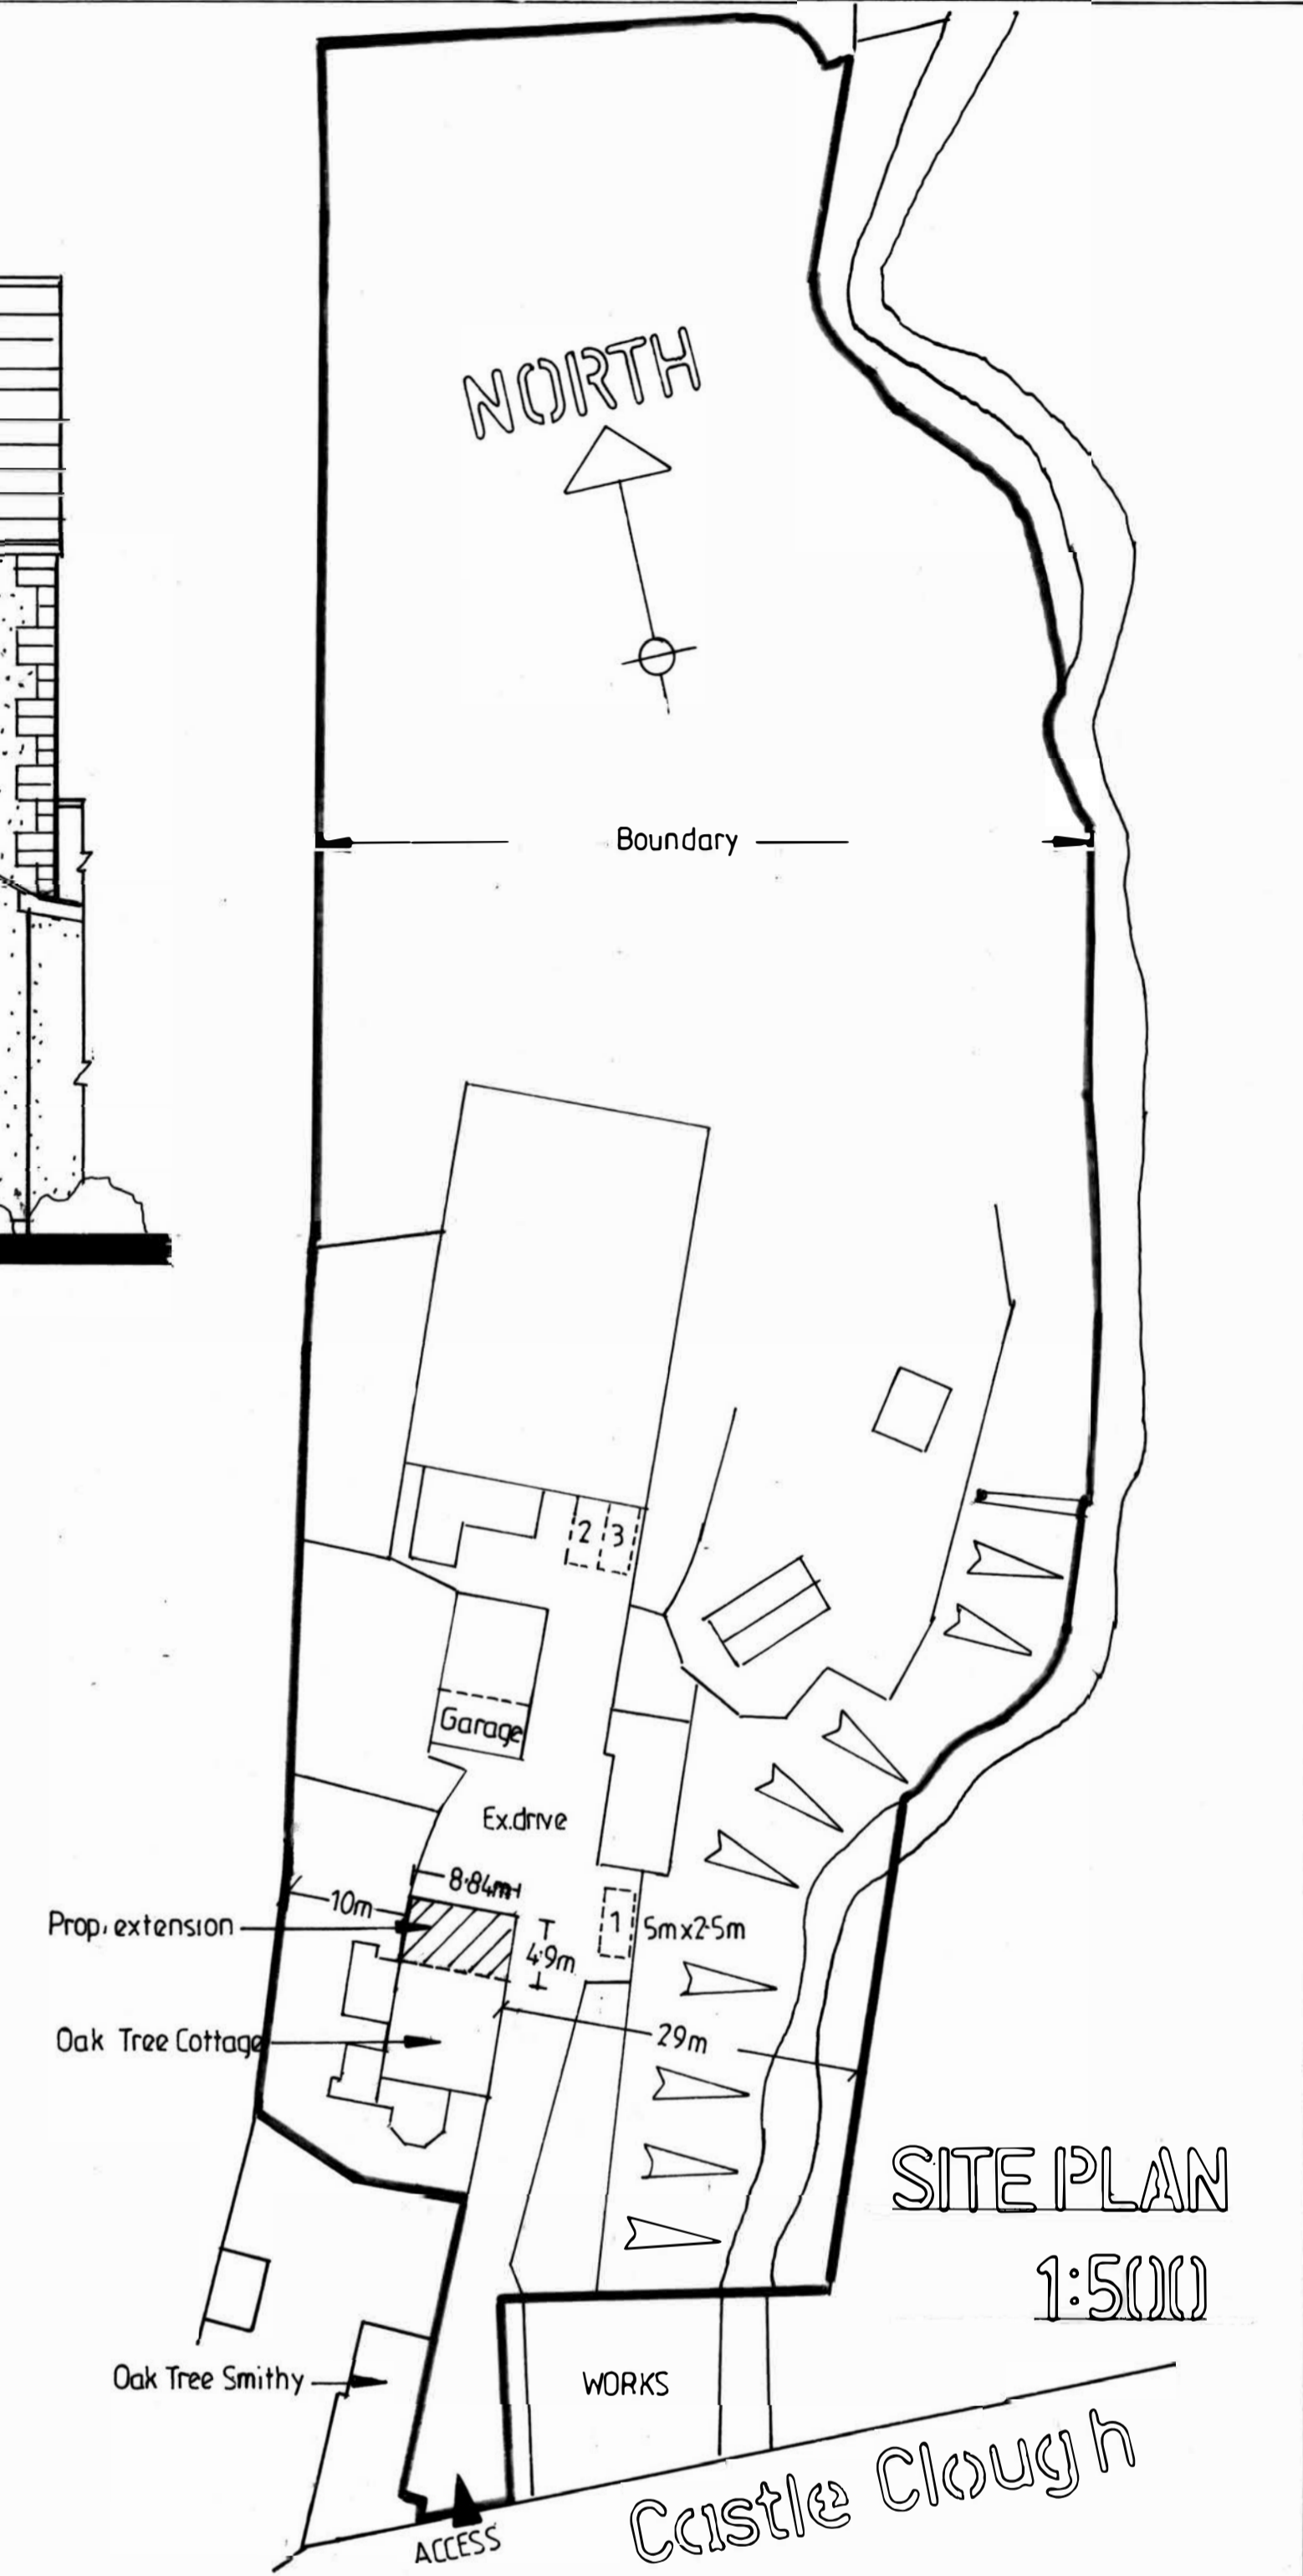 NORTH
Boundary
2 3
Garage
Ex.drive
8·84m
10m
Prop. extension
1 5m x 2·5m
4·9m
Oak Tree Cottage
29m
SITE PLAN
1:500
Oak Tree Smithy
WORKS
Castle Clough
ACCESS